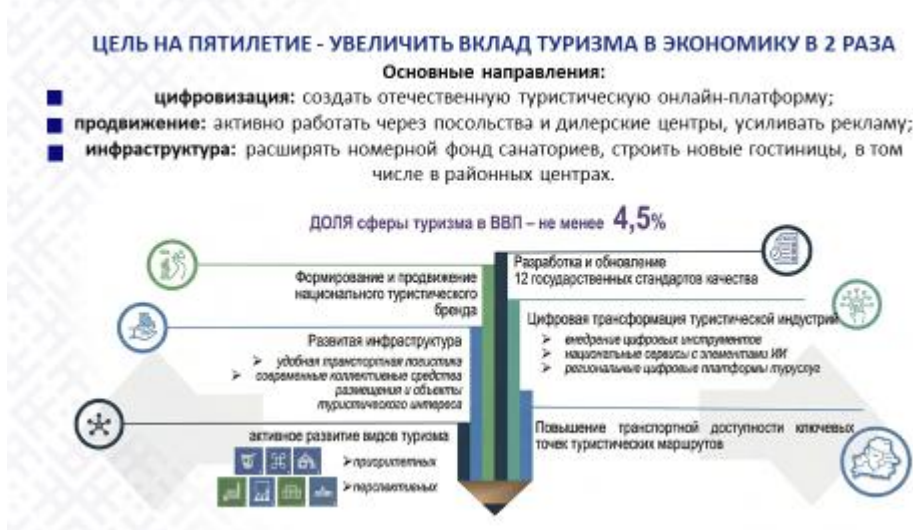 ЦЕЛЬ НА ПЯТИЛЕТИЕ - УВЕЛИЧИТЬ ВКЛАД ТУРИЗМА В ЭКОНОМИКУ В 2 РАЗА
Основные направления:
цифровизация: создать отечественную туристическую онлайн-платформу;
продвижение: активно работать через посольства и дилерские центры, усиливать рекламу;
инфраструктура: расширять номерной фонд санаториев, строить новые гостиницы, в том
числе в районных центрах.
ДОЛЯ сферы туризма в ВВП – не менее 4,5%
Формирование и продвижение
национального туристического
бренда
Развитая инфраструктура
удобная транспортная логистика
современные коллективные средства
размещения и объекты
туристического интереса
активное развитие видов туризма
приоритетных
перспективных
Разработка и обновление
12 государственных стандартов качества
Цифровая трансформация туристической индустрии
внедрение цифровых инструментов
национальные сервисы с элементами ИИ
региональные цифровые платформы туруслуг
Повышение транспортной доступности ключевых
точек туристических маршрутов